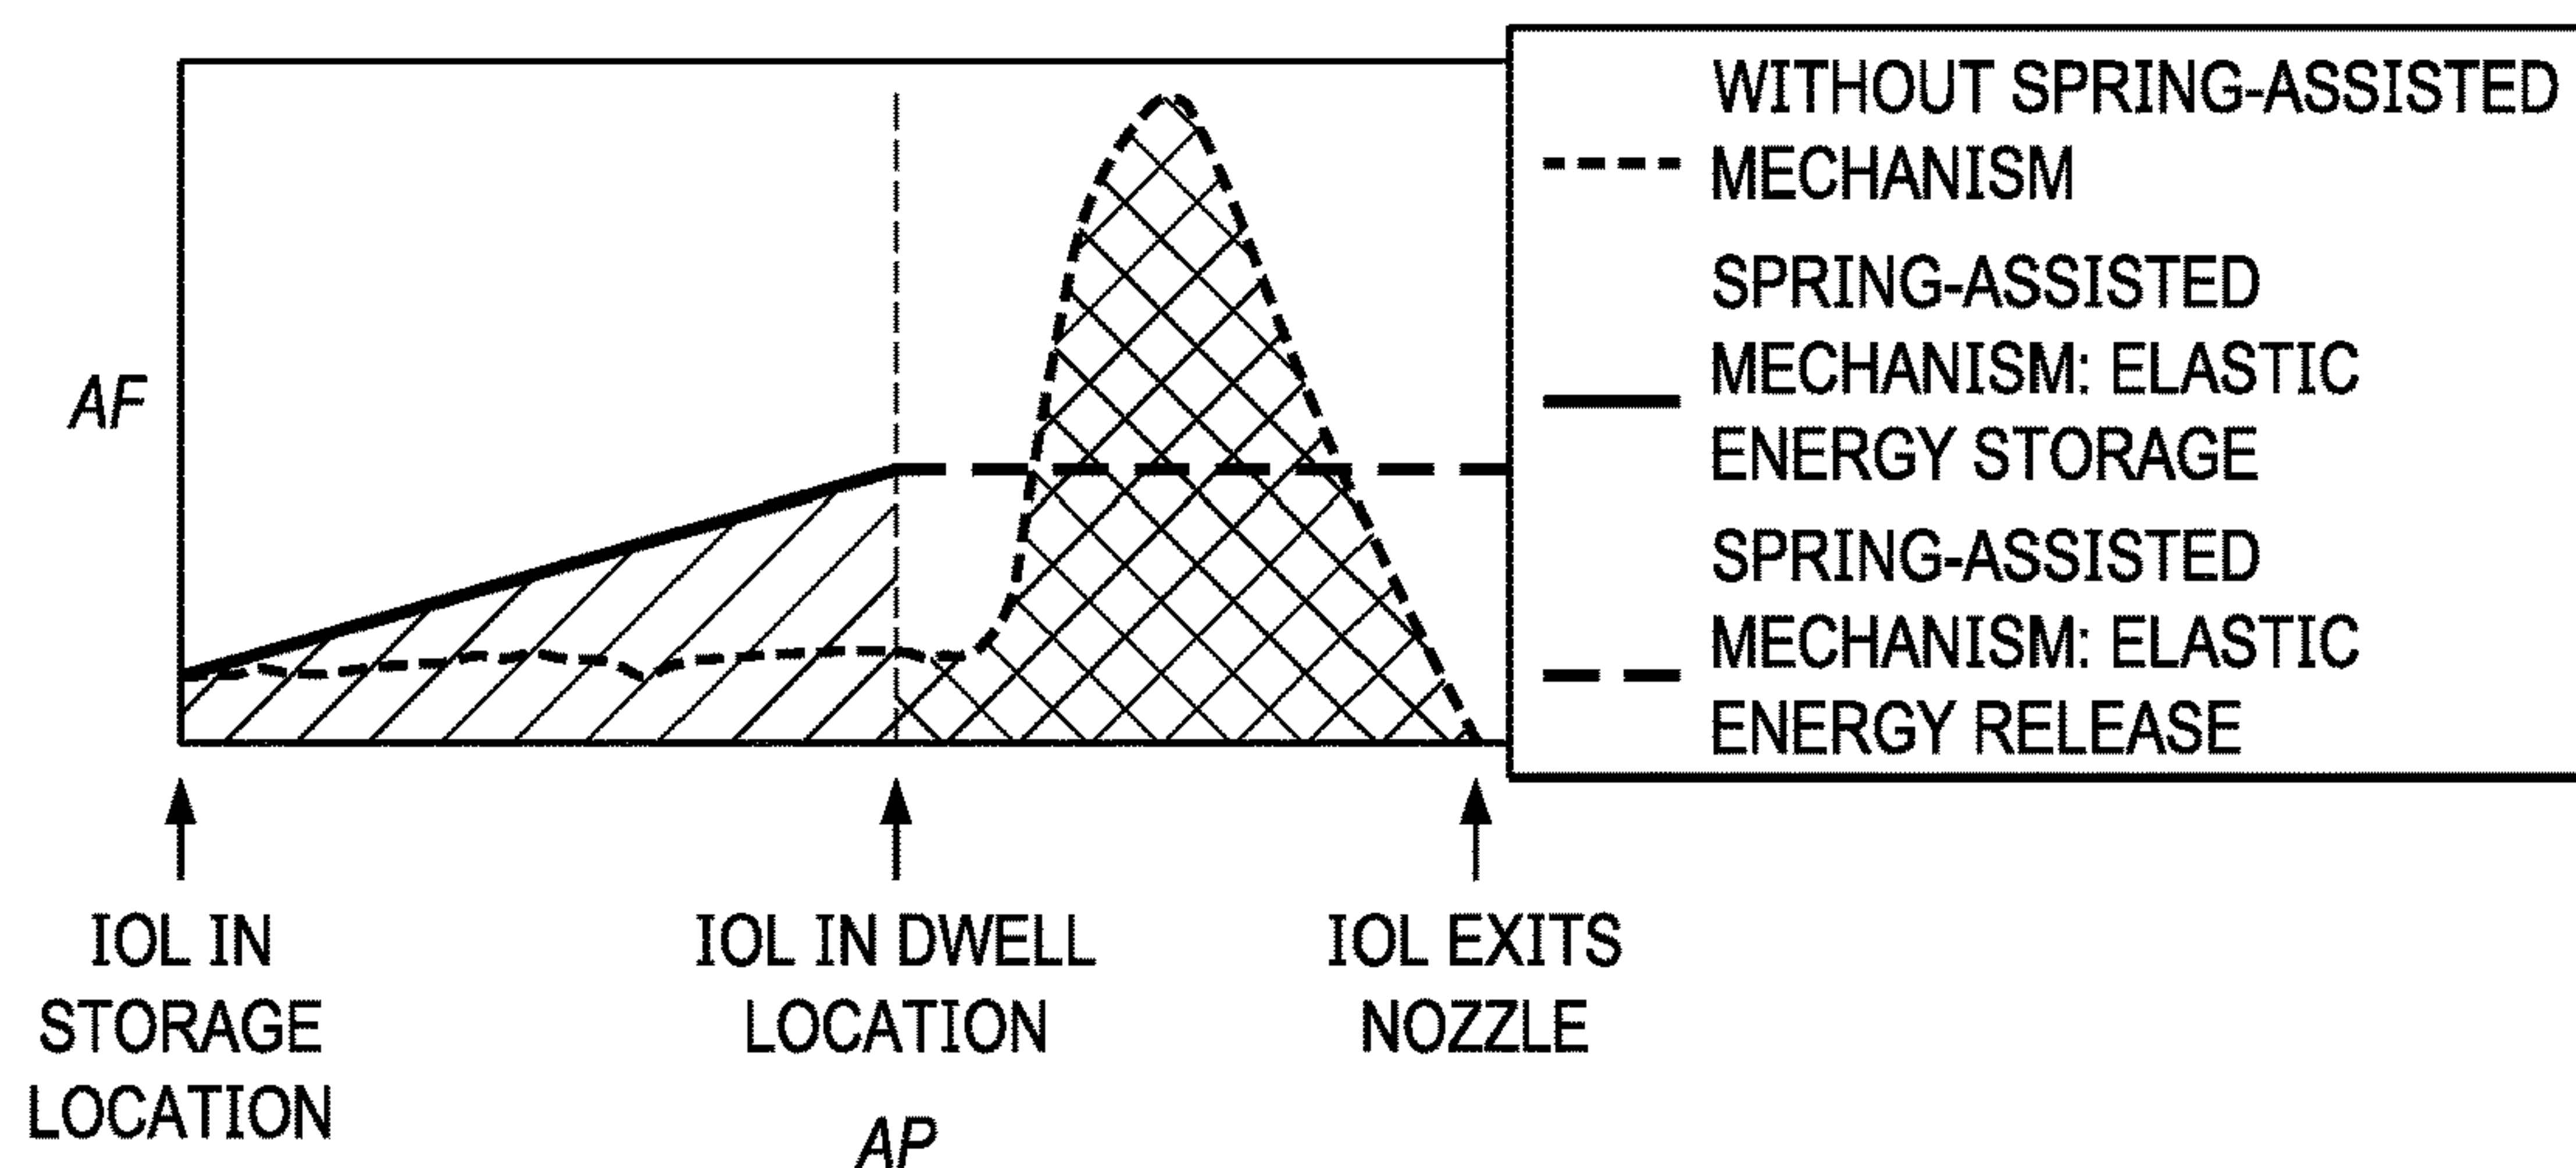 WITHOUT SPRING-ASSISTED
MECHANISM
SPRING-ASSISTED
MECHANISM: ELASTIC
ENERGY STORAGE
SPRING-ASSISTED
MECHANISM: ELASTIC
ENERGY RELEASE
AF
IOL IN
STORAGE
LOCATION
IOL IN DWELL
LOCATION
IOL EXITS
NOZZLE
AP